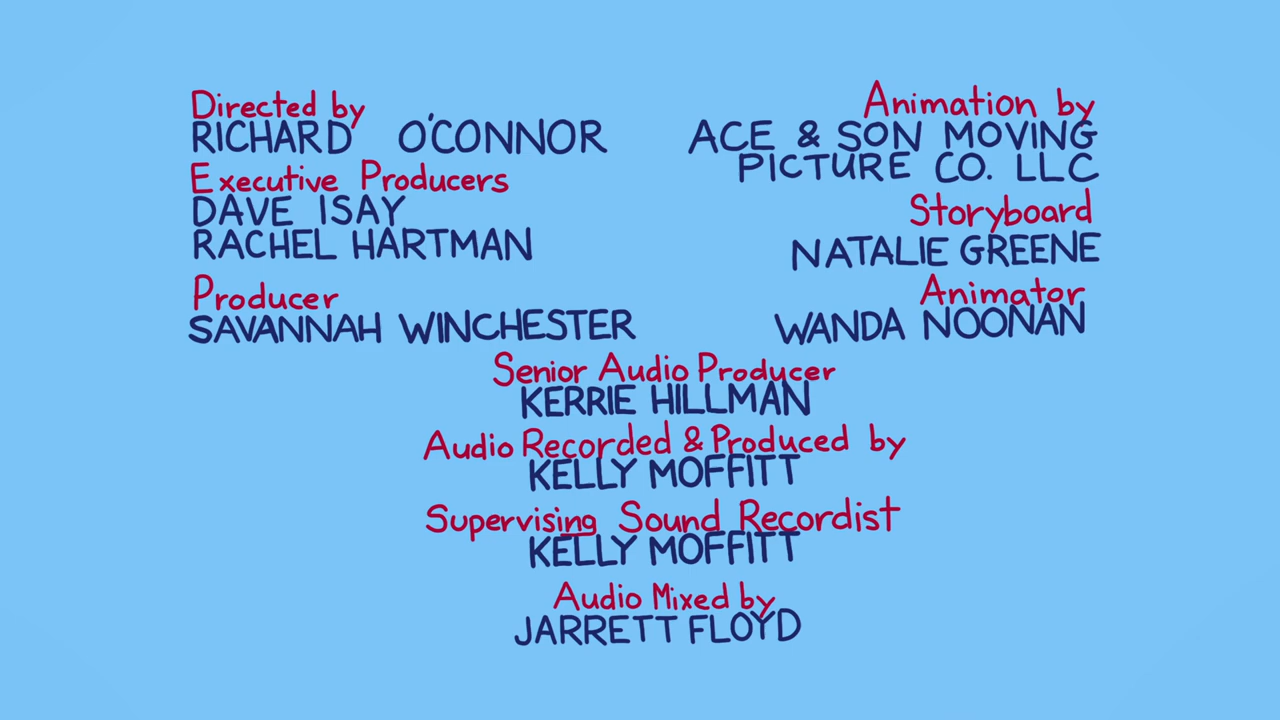 Directed by
RICHARD O'CONNOR
Executive Producers
DAVE ISAY
RACHEL HARTMAN
Producer
SAVANNAH WINCHESTER
Animation by
ACE & SON MOVING
PICTURE CO. LLC
Storyboard
NATALIE GREENE
Animator
WANDA NOONAN
Senior Audio Producer
KERRIE HILLMAN
Audio Recorded & Produced by
KELLY MOFFITT
Supervising Sound Recordist
KELLY MOFFITT
Audio Mixed by
JARRETT FLOYD